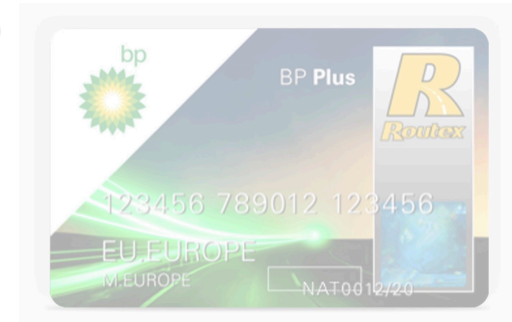 bp
BP Plus
R
Routex
123456 789012 123456
EU.EUROPE
M.EUROPE
NAT0012/20